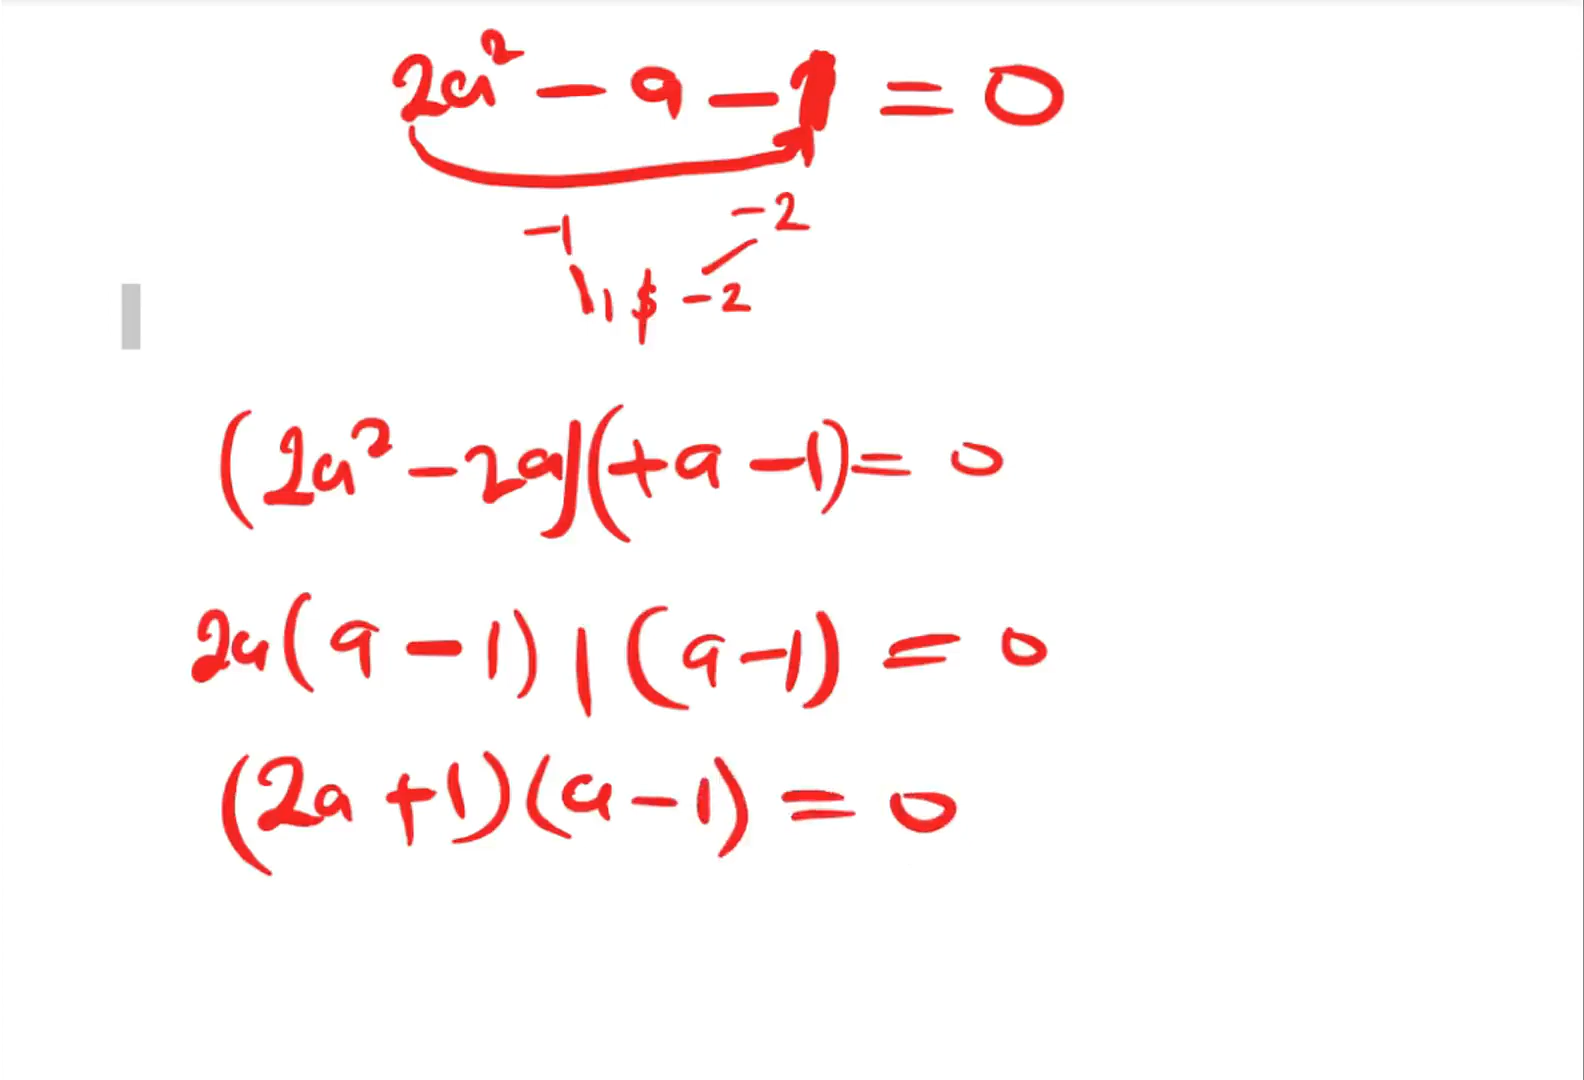 2a² - a - 1 = 0
-1 -2
1 $ -2
(2a² - 2a)(+a - 1) = 0
2a(a - 1) 1 (a - 1) = 0
(2a + 1)(a - 1) = 0